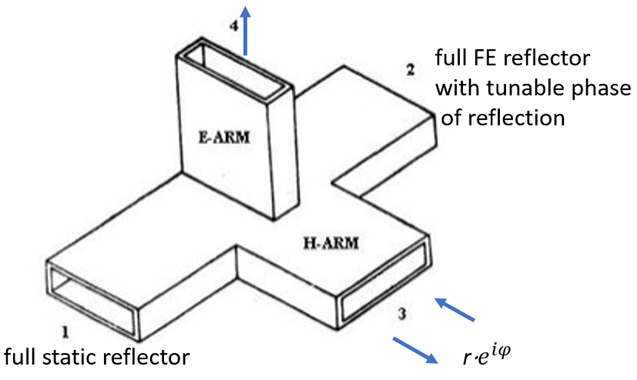 4
2
full FE reflector
with tunable phase
of reflection
E-ARM
H-ARM
3
1
full static reflector
r·e^{iφ}